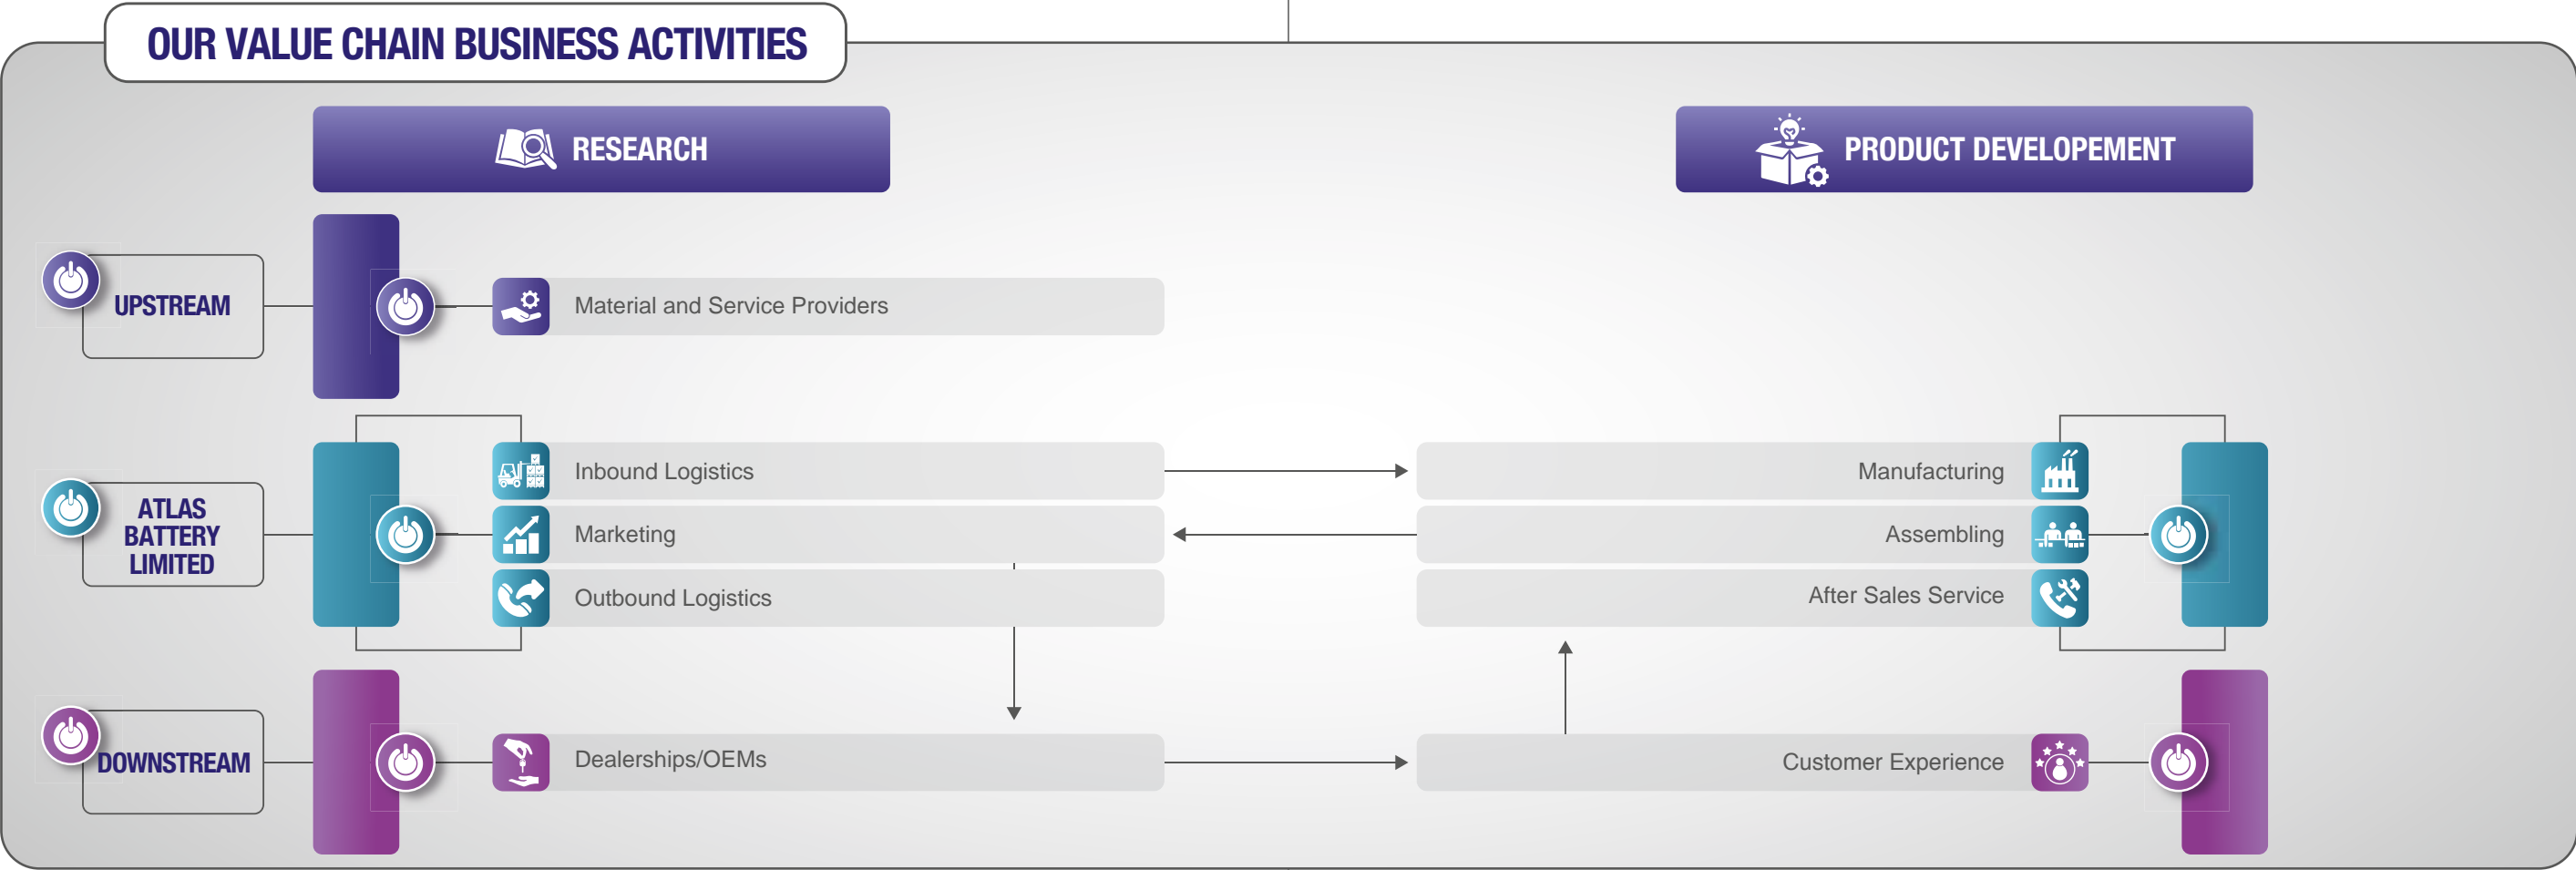 OUR VALUE CHAIN BUSINESS ACTIVITIES
RESEARCH
PRODUCT DEVELOPEMENT
UPSTREAM
Material and Service Providers
ATLAS
BATTERY
LIMITED
Inbound Logistics
Manufacturing
Marketing
Assembling
Outbound Logistics
After Sales Service
DOWNSTREAM
Dealerships/OEMs
Customer Experience